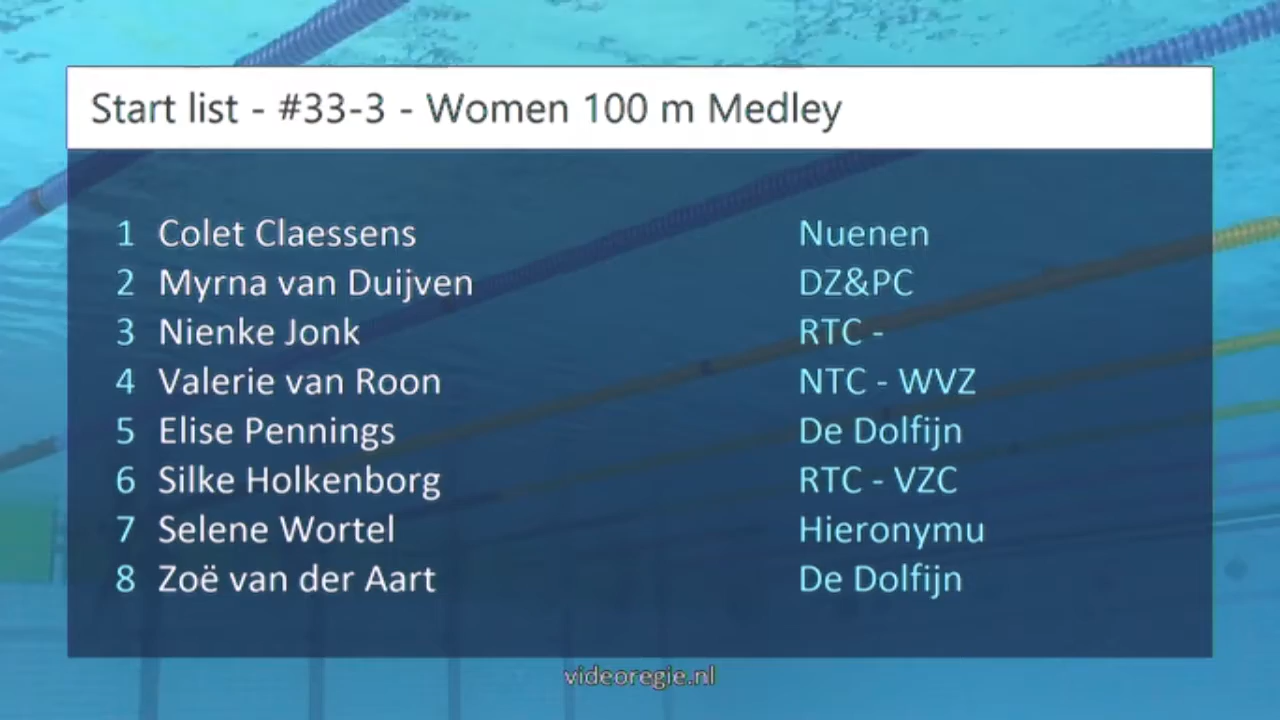 Start list - #33-3 - Women 100 m Medley
1 Colet Claessens Nuenen
2 Myrna van Duijven DZ&PC
3 Nienke Jonk RTC -
4 Valerie van Roon NTC - WVZ
5 Elise Pennings De Dolfijn
6 Silke Holkenborg RTC - VZC
7 Selene Wortel Hieronymu
8 Zoë van der Aart De Dolfijn
videoregie.nl